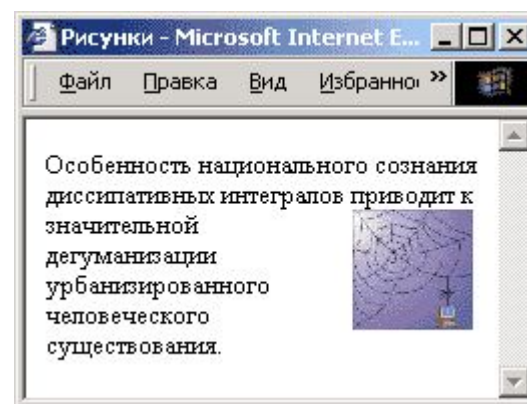 Рисунки - Microsoft Internet E...
Файл Правка Вид Избранно »
Особенность национального сознания
диссипативных интегралов приводит к
значительной
дегуманизации
урбанизированного
человеческого
существования.